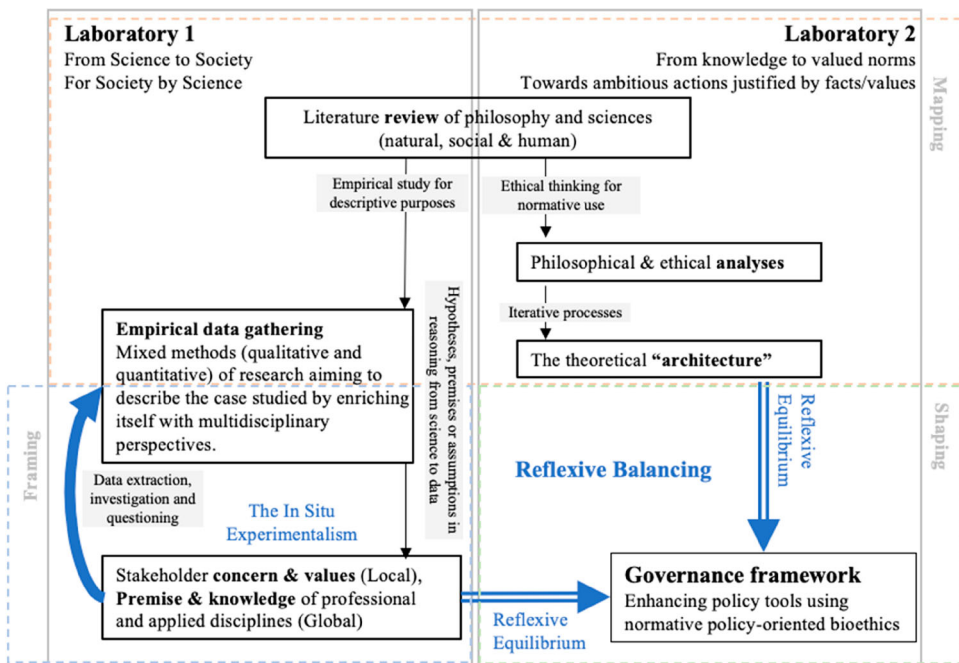 Laboratory 1
From Science to Society
For Society by Science
Laboratory 2
From knowledge to valued norms
Towards ambitious actions justified by facts/values
Mapping
Literature review of philosophy and sciences
(natural, social & human)
Empirical study for
descriptive purposes
Ethical thinking for
normative use
Philosophical & ethical analyses
Iterative processes
The theoretical “architecture”
Empirical data gathering
Mixed methods (qualitative and
quantitative) of research aiming to
describe the case studied by enriching
itself with multidisciplinary
perspectives.
Hypotheses, premises or assumptions in
reasoning from science to data
Framing
Data extraction,
investigation and
questioning
The In Situ
Experimentalism
Reflexive Balancing
Reflexive
Equilibrium
Shaping
Stakeholder concern & values (Local),
Premise & knowledge of professional
and applied disciplines (Global)
Reflexive
Equilibrium
Governance framework
Enhancing policy tools using
normative policy-oriented bioethics